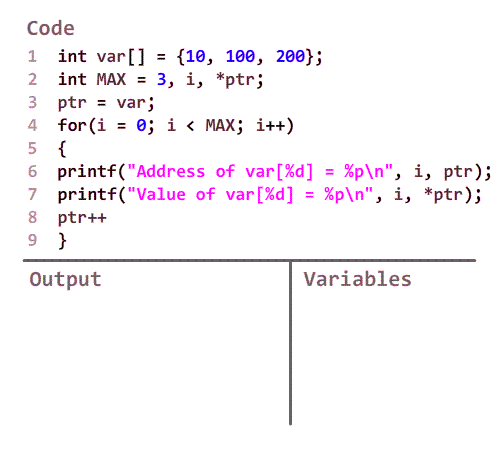 Code
1 int var[] = {10, 100, 200};
2 int MAX = 3, i, *ptr;
3 ptr = var;
4 for(i = 0; i < MAX; i++)
5 {
6 printf("Address of var[%d] = %p\n", i, ptr);
7 printf("Value of var[%d] = %p\n", i, *ptr);
8 ptr++
9 }
Output
Variables